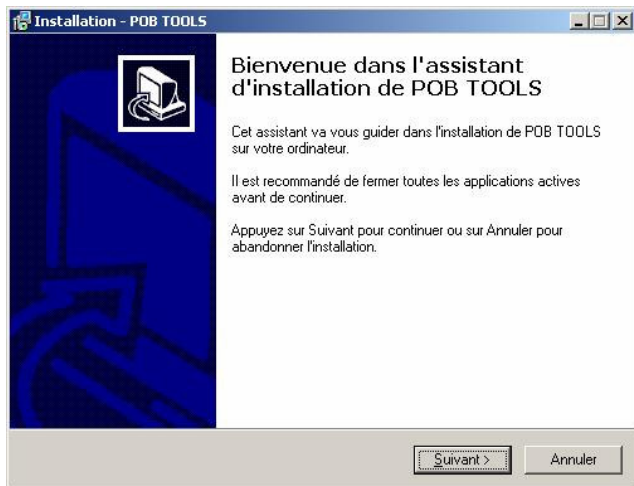 Installation - POB TOOLS
Bienvenue dans l'assistant
d'installation de POB TOOLS
Cet assistant va vous guider dans l'installation de POB TOOLS
sur votre ordinateur.
Il est recommandé de fermer toutes les applications actives
avant de continuer.
Appuyez sur Suivant pour continuer ou sur Annuler pour
abandonner l'installation.
Suivant >
Annuler